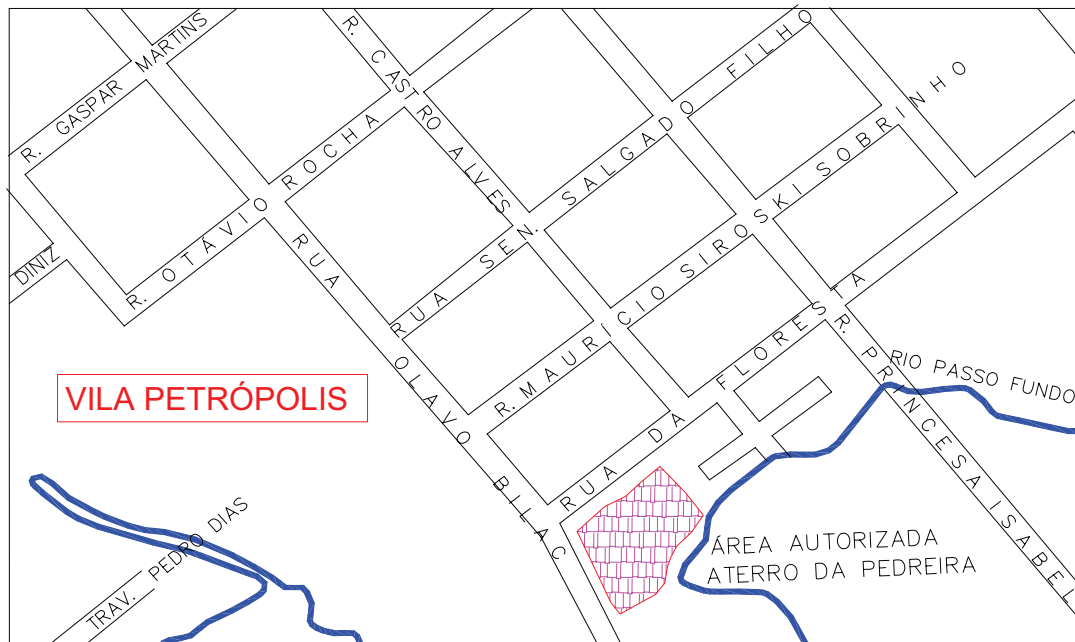 R. GASPAR MARTINS
R. CASTRO ALVES
R. OTÁVIO ROCHA
RUA SEN. SALGADO FILHO
R. MAURICIO SIROSKI SOBRINHO
DINIZ
RUA OLAVO BILAC
RUA DA FLORESTA
R. PRINCESA ISABEL
RIO PASSO FUNDO
VILA PETRÓPOLIS
TRAV. PEDRO DIAS
ÁREA AUTORIZADA
ATERRO DA PEDREIRA